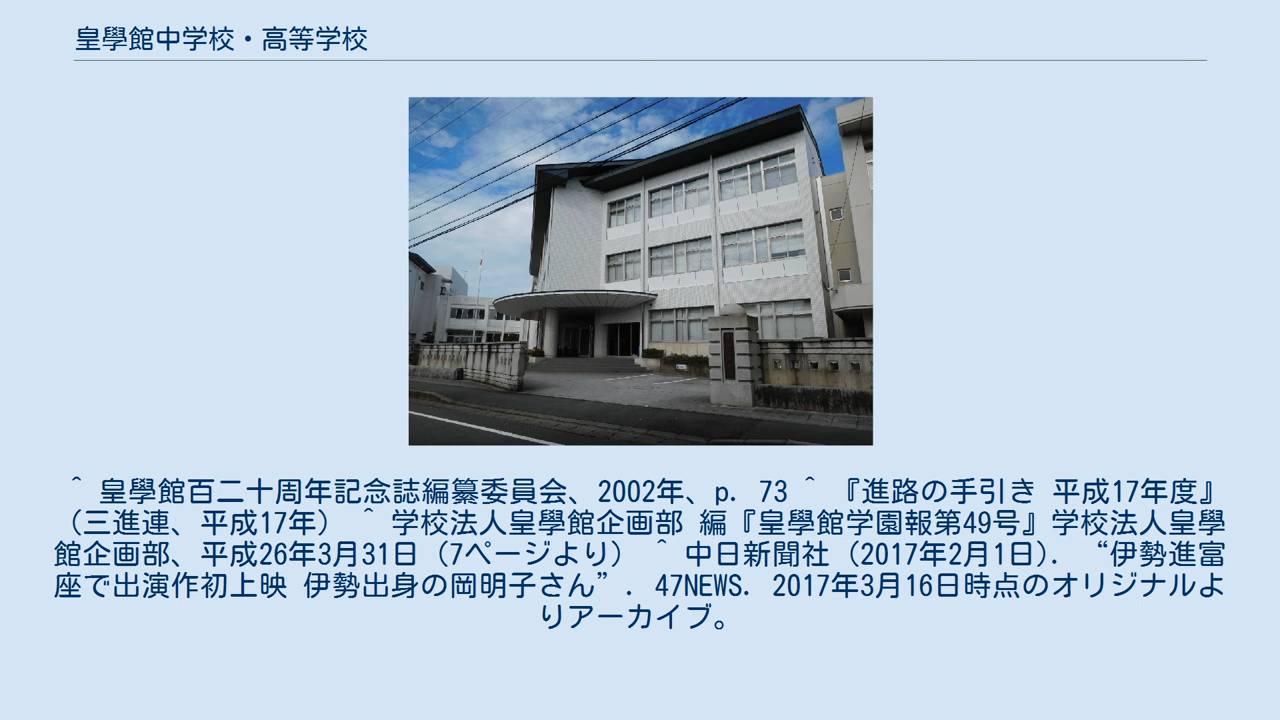 皇學館中学校・高等学校
＾ 皇學館百二十周年記念誌編纂委員会、2002年、p. 73 ＾ 『進路の手引き 平成17年度』
（三進連、平成17年） ＾ 学校法人皇學館企画部 編『皇學館学園報第49号』学校法人皇學
館企画部、平成26年3月31日（7ページより） ＾ 中日新聞社（2017年2月1日）. “伊勢進富
座で出演作初上映 伊勢出身の岡明子さん”. 47NEWS. 2017年3月16日時点のオリジナルよ
りアーカイブ。